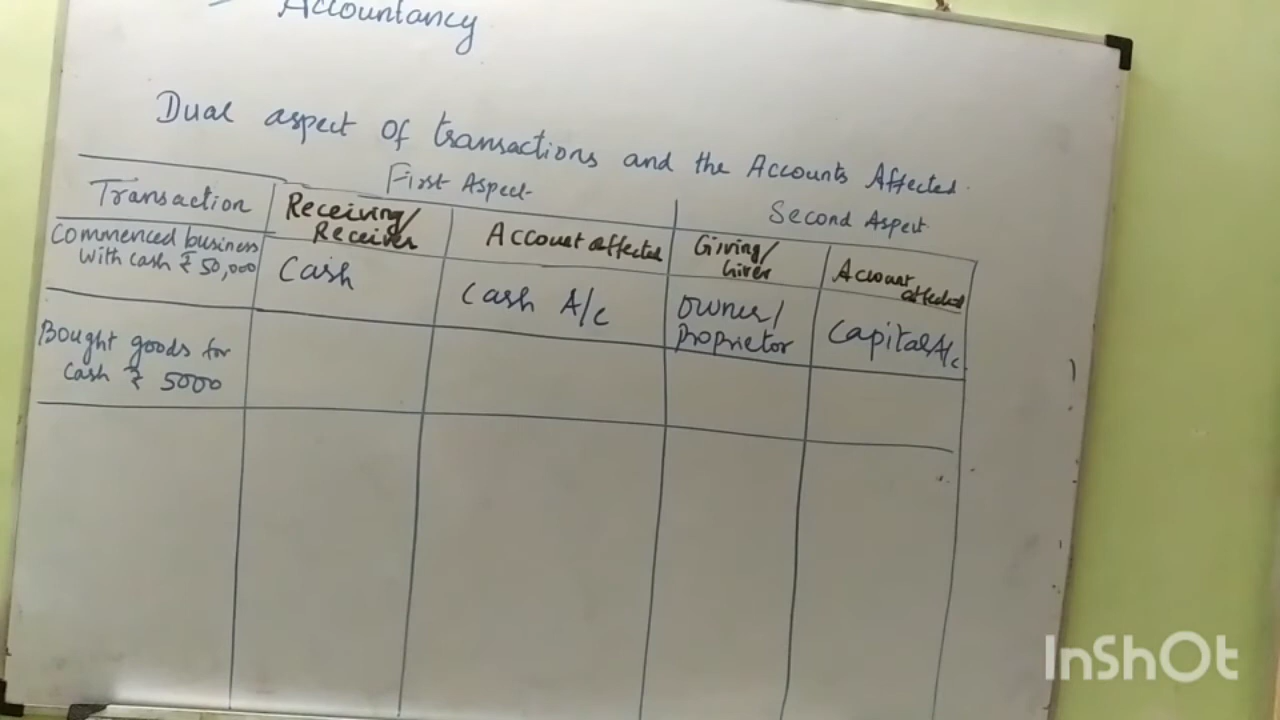 Accountancy
Dual aspect of transactions and the Accounts Affected.
First Aspect
Second Aspect
Transaction
Receiving/
Receiver
Account affected
Giving/
Giver
Account
affected
Commenced business
with cash ₹ 50,000
Cash
Cash A/c
Owner/
Proprietor
Capital A/c
Bought goods for
Cash ₹ 5000
InShOt